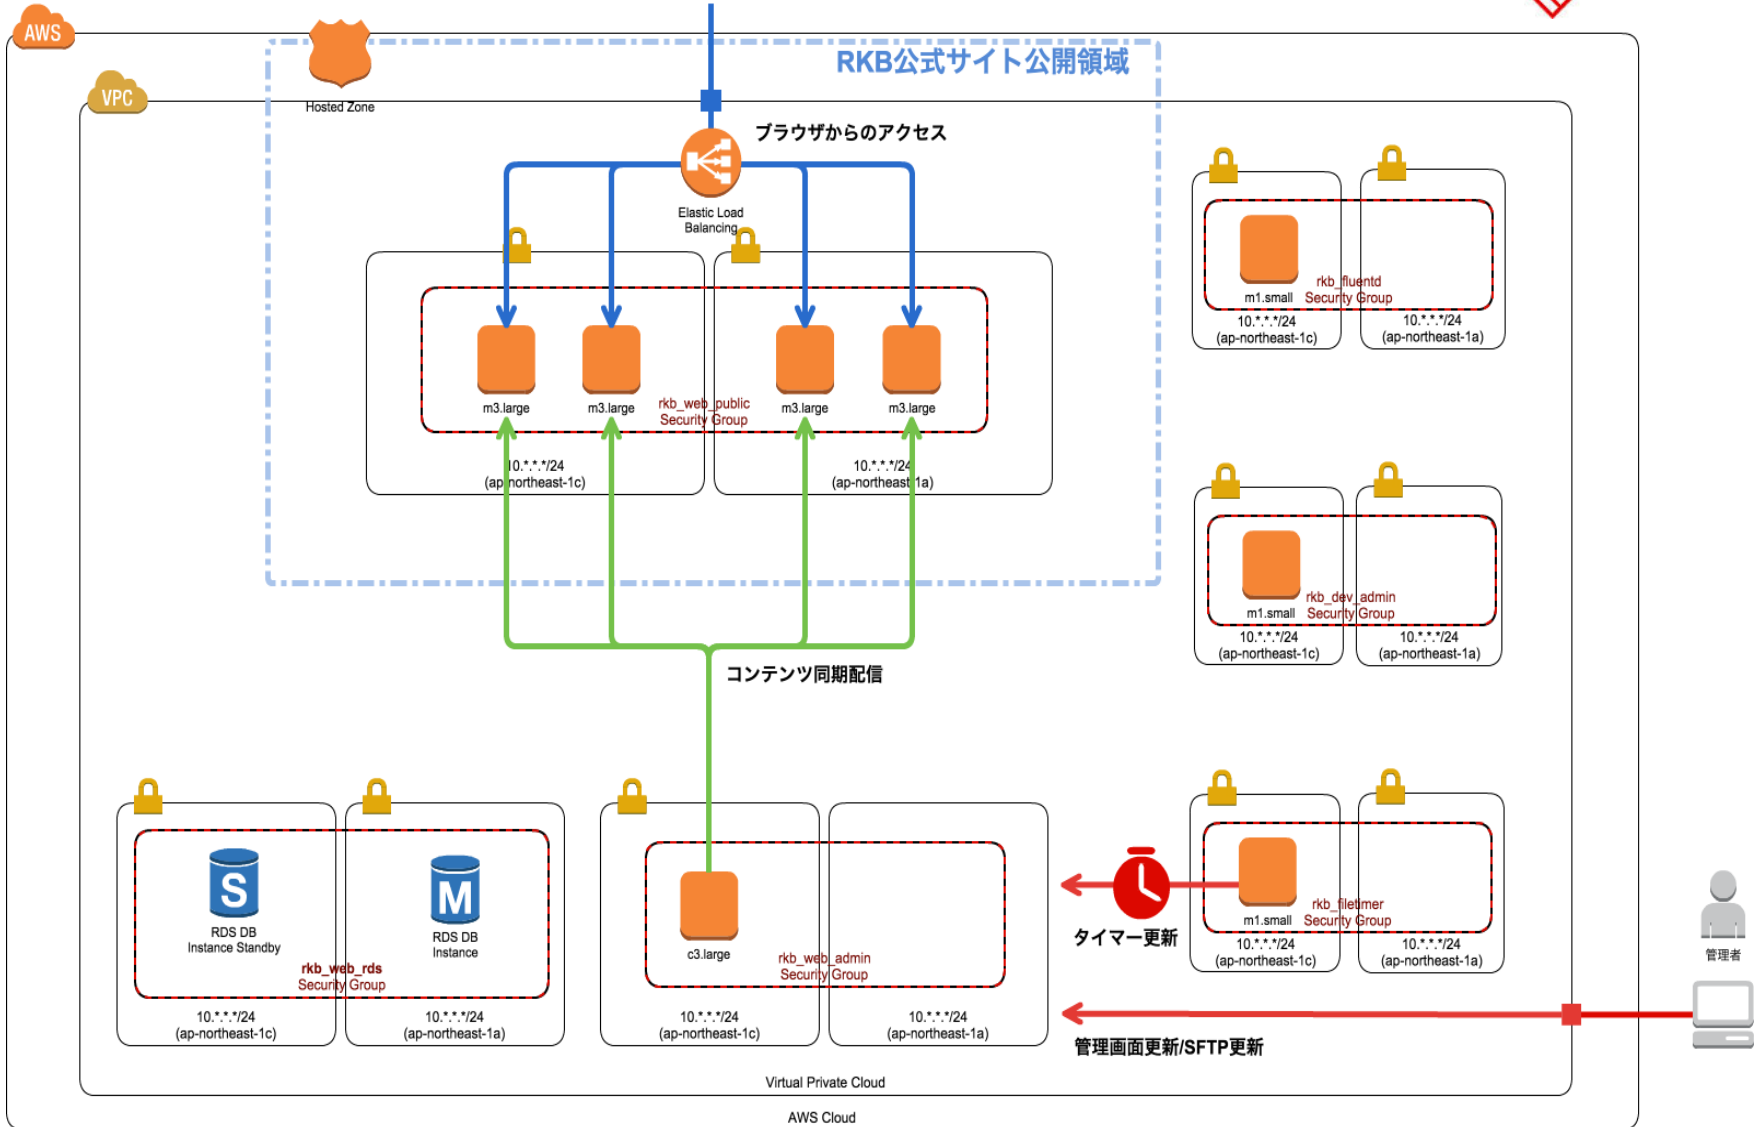 AWS
RKB公式サイト公開領域
VPC
Hosted Zone
ブラウザからのアクセス
Elastic Load
Balancing
m3.large
m3.large
m3.large
m3.large
rkb_web_public
Security Group
10.*.*.*/24
(ap-northeast-1c)
10.*.*.*/24
(ap-northeast-1a)
m1.small
rkb_fluentd
Security Group
10.*.*.*/24
(ap-northeast-1c)
10.*.*.*/24
(ap-northeast-1a)
m1.small
rkb_dev_admin
Security Group
10.*.*.*/24
(ap-northeast-1c)
10.*.*.*/24
(ap-northeast-1a)
コンテンツ同期配信
S
RDS DB
Instance Standby
M
RDS DB
Instance
rkb_web_rds
Security Group
10.*.*.*/24
(ap-northeast-1c)
10.*.*.*/24
(ap-northeast-1a)
c3.large
rkb_web_admin
Security Group
10.*.*.*/24
(ap-northeast-1c)
10.*.*.*/24
(ap-northeast-1a)
タイマー更新
m1.small
rkb_filetimer
Security Group
10.*.*.*/24
(ap-northeast-1c)
10.*.*.*/24
(ap-northeast-1a)
管理者
管理画面更新/SFTP更新
Virtual Private Cloud
AWS Cloud